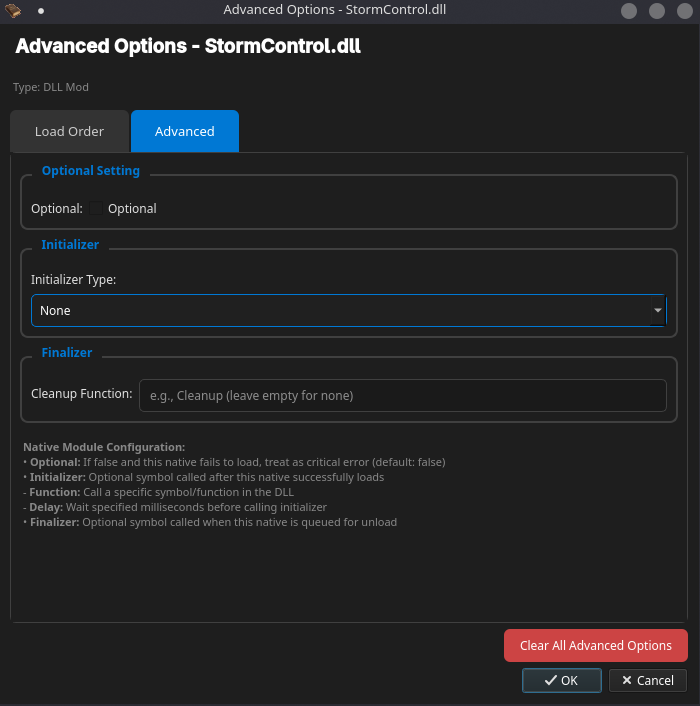 Advanced Options - StormControl.dll
Advanced Options - StormControl.dll
Type: DLL Mod
Load Order
Advanced
Optional Setting
Optional: Optional
Initializer
Initializer Type:
None
Finalizer
Cleanup Function: e.g., Cleanup (leave empty for none)
Native Module Configuration:
• Optional: If false and this native fails to load, treat as critical error (default: false)
• Initializer: Optional symbol called after this native successfully loads
- Function: Call a specific symbol/function in the DLL
- Delay: Wait specified milliseconds before calling initializer
• Finalizer: Optional symbol called when this native is queued for unload
Clear All Advanced Options
OK
Cancel